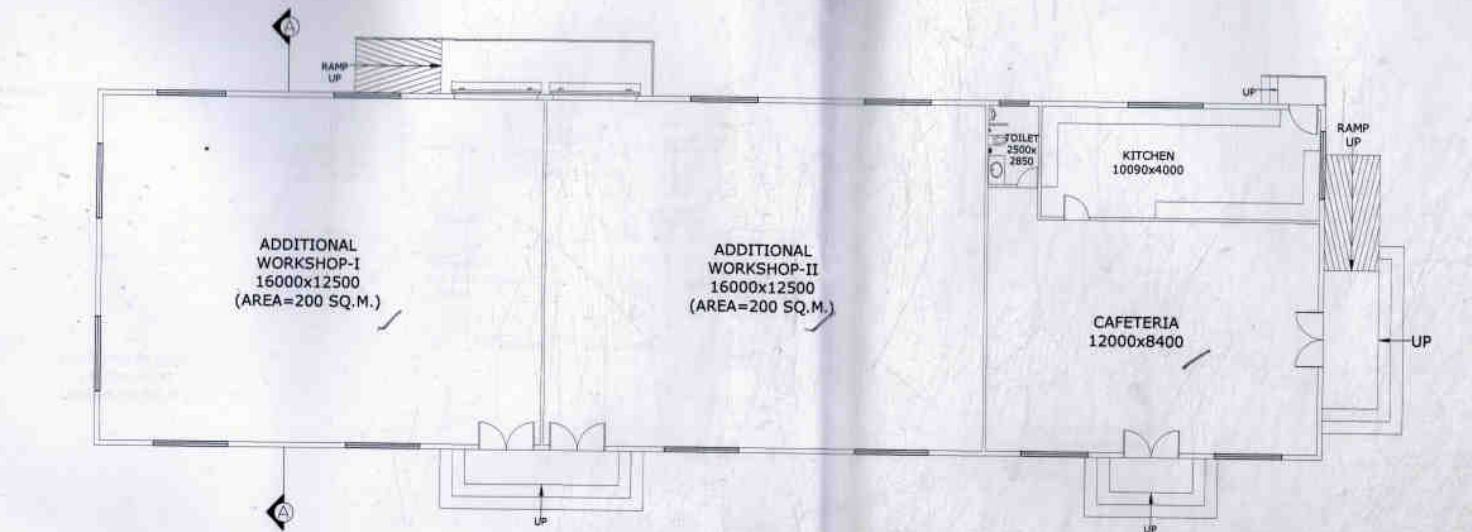 A
RAMP
UP
UP
RAMP
UP
TOILET
2500x
2850
KITCHEN
10090x4000
ADDITIONAL
WORKSHOP-I
16000x12500
(AREA=200 SQ.M.)
ADDITIONAL
WORKSHOP-II
16000x12500
(AREA=200 SQ.M.)
CAFETERIA
12000x8400
UP
A
UP
UP